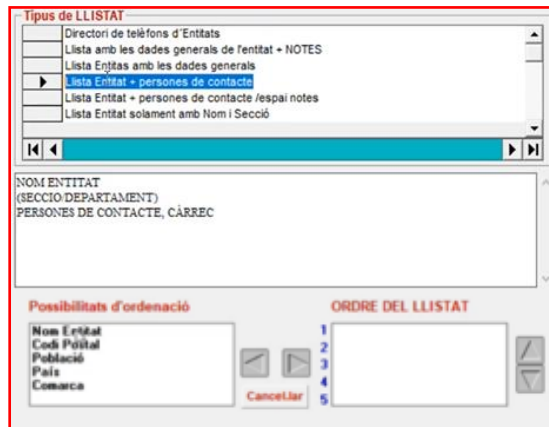 Tipus de LLISTAT
Directori de telèfons d´Entitats
Llista amb les dades generals de l'entitat + NOTES
Llista Entitas amb les dades generals
Llista Entitat + persones de contacte
Llista Entitat + persones de contacte /espai notes
Llista Entitat solament amb Nom i Secció
NOM ENTITAT
(SECCIO/DEPARTAMENT)
PERSONES DE CONTACTE, CÀRREC
Possibilitats d'ordenació
Nom Entitat
Codi Postal
Població
País
Comarca
Cancel.lar
ORDRE DEL LLISTAT
1
2
3
4
5